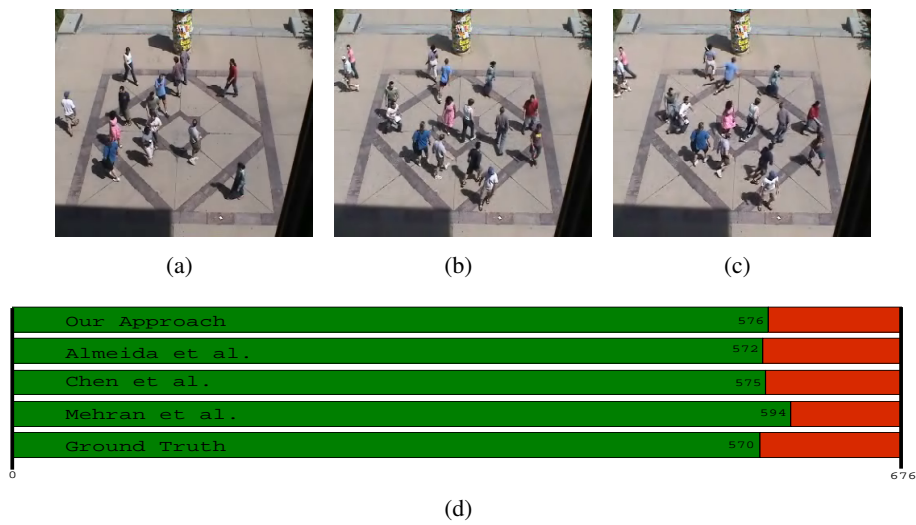 (a)
(b)
(c)
Our Approach 576
Almeida et al. 572
Chen et al. 575
Mehran et al. 594
Ground Truth 570
0 676
(d)